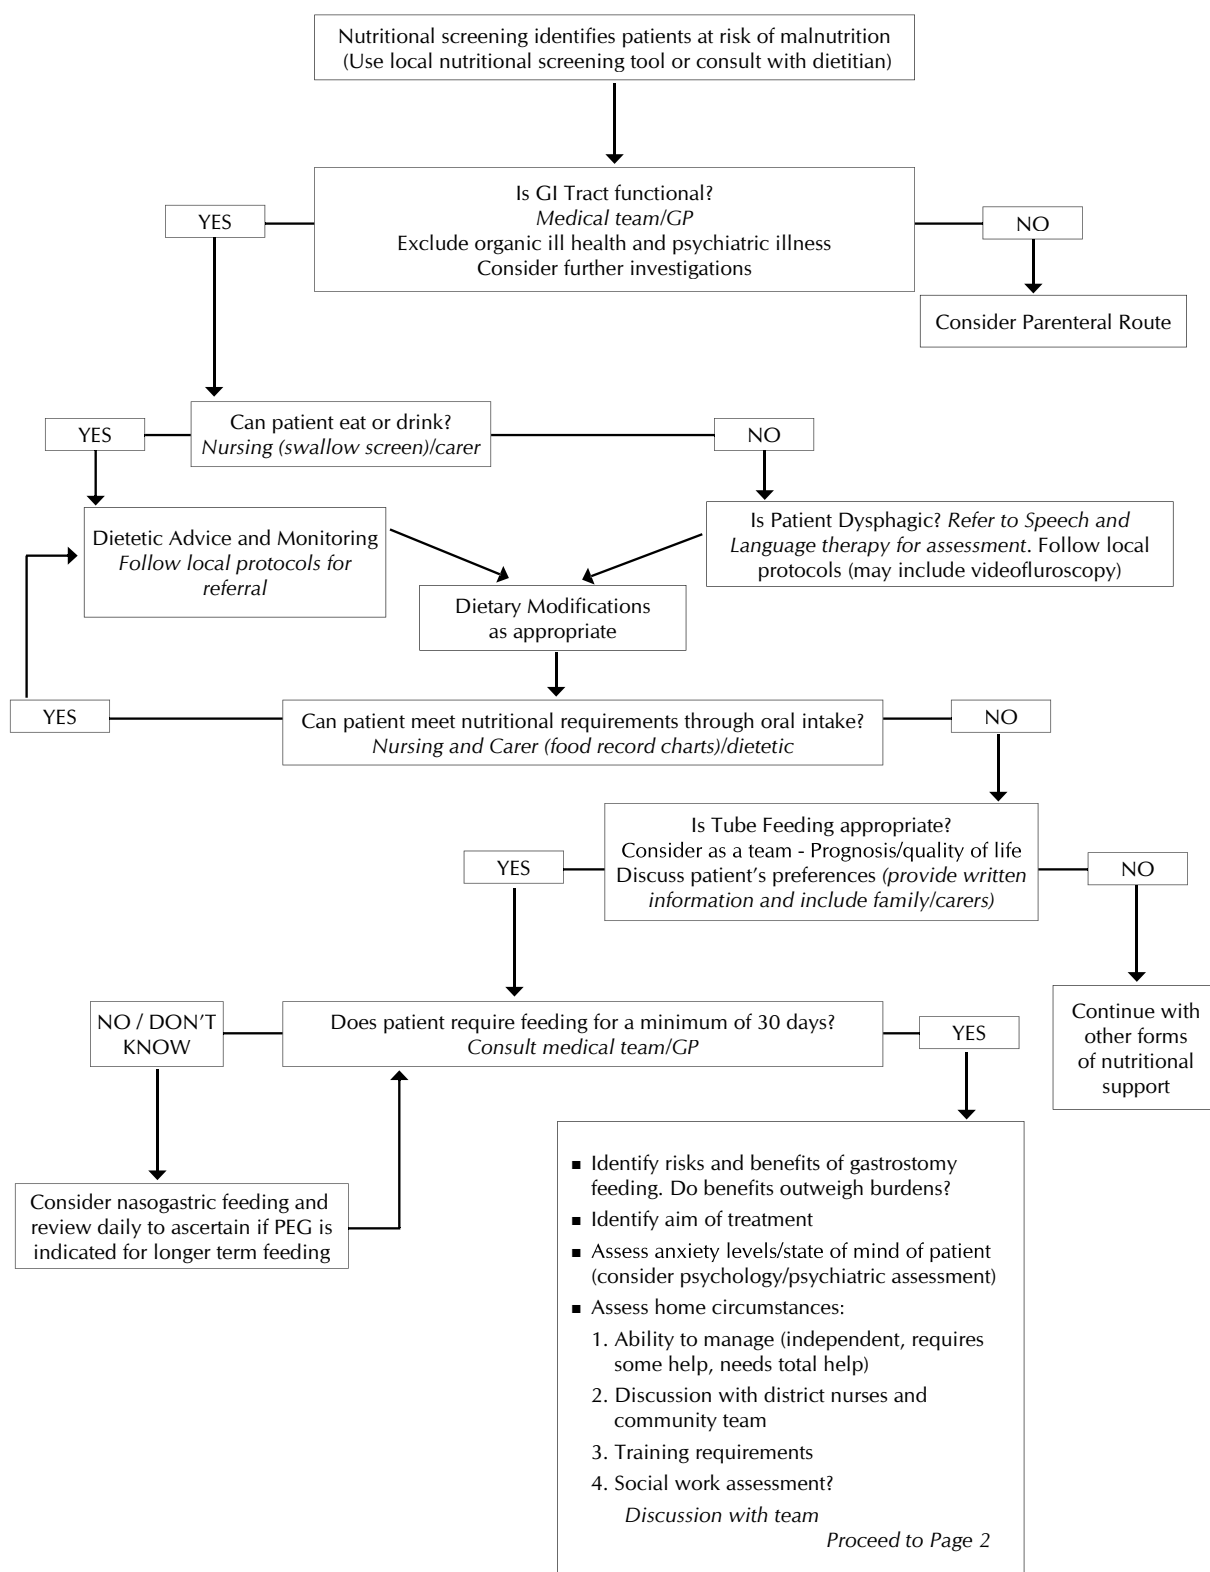 Nutritional screening identifies patients at risk of malnutrition
(Use local nutritional screening tool or consult with dietitian)
Is GI Tract functional?
Medical team/GP
Exclude organic ill health and psychiatric illness
Consider further investigations
YES
NO
Consider Parenteral Route
Can patient eat or drink?
Nursing (swallow screen)/carer
YES
NO
Dietetic Advice and Monitoring
Follow local protocols for
referral
Is Patient Dysphagic? Refer to Speech and
Language therapy for assessment. Follow local
protocols (may include videofluroscopy)
Dietary Modifications
as appropriate
YES
Can patient meet nutritional requirements through oral intake?
Nursing and Carer (food record charts)/dietetic
NO
Is Tube Feeding appropriate?
Consider as a team - Prognosis/quality of life
Discuss patient's preferences (provide written
information and include family/carers)
YES
NO
NO / DON'T
KNOW
Does patient require feeding for a minimum of 30 days?
Consult medical team/GP
YES
Continue with
other forms
of nutritional
support
Consider nasogastric feeding and
review daily to ascertain if PEG is
indicated for longer term feeding
▪ Identify risks and benefits of gastrostomy
feeding. Do benefits outweigh burdens?
▪ Identify aim of treatment
▪ Assess anxiety levels/state of mind of patient
(consider psychology/psychiatric assessment)
▪ Assess home circumstances:
1. Ability to manage (independent, requires
some help, needs total help)
2. Discussion with district nurses and
community team
3. Training requirements
4. Social work assessment?
Discussion with team
Proceed to Page 2